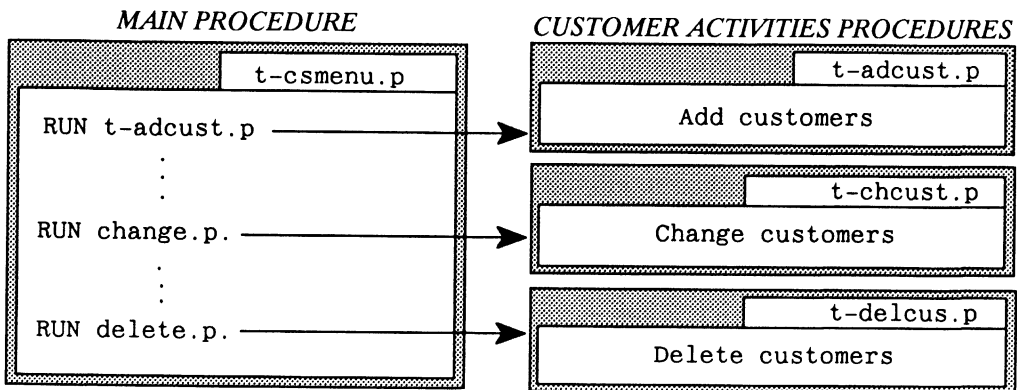 MAIN PROCEDURE
t-csmenu.p
RUN t-adcust.p
RUN change.p.
RUN delete.p.
CUSTOMER ACTIVITIES PROCEDURES
t-adcust.p
Add customers
t-chcust.p
Change customers
t-delcus.p
Delete customers